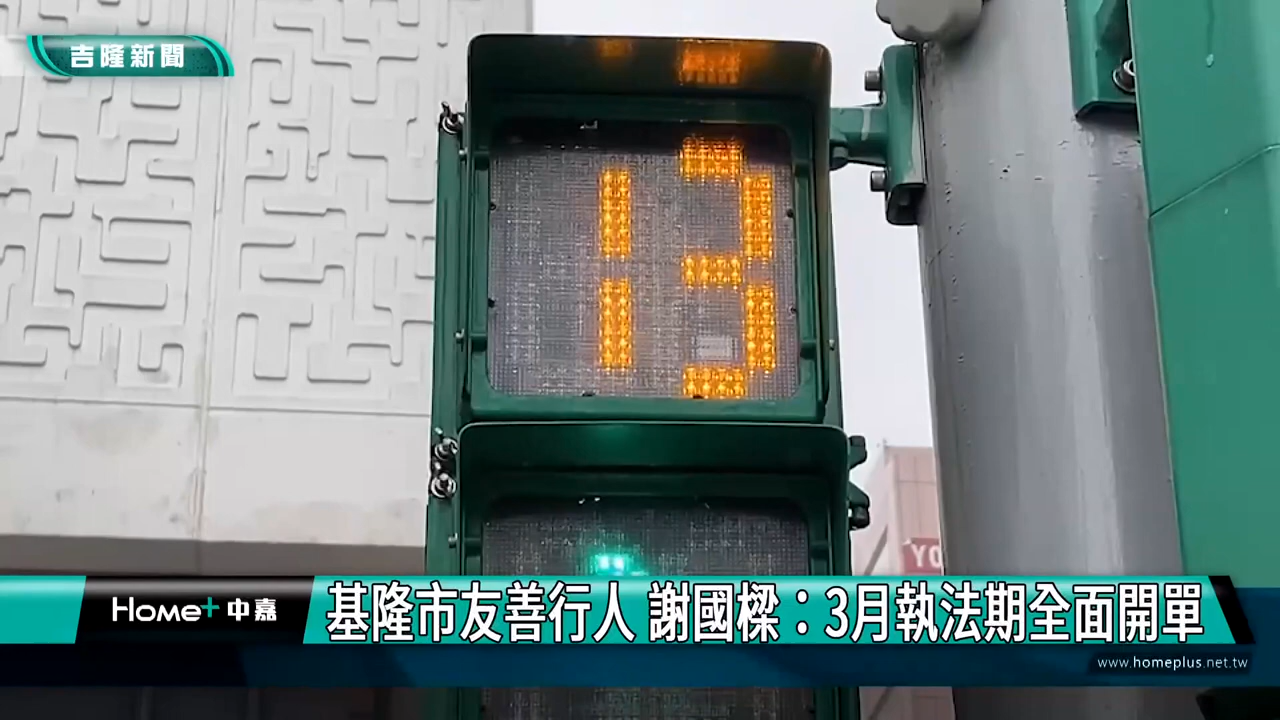 吉隆新聞
13
YO
Home+ 中嘉
基隆市友善行人 謝國樑：3月執法期全面開單
www.homeplus.net.tw